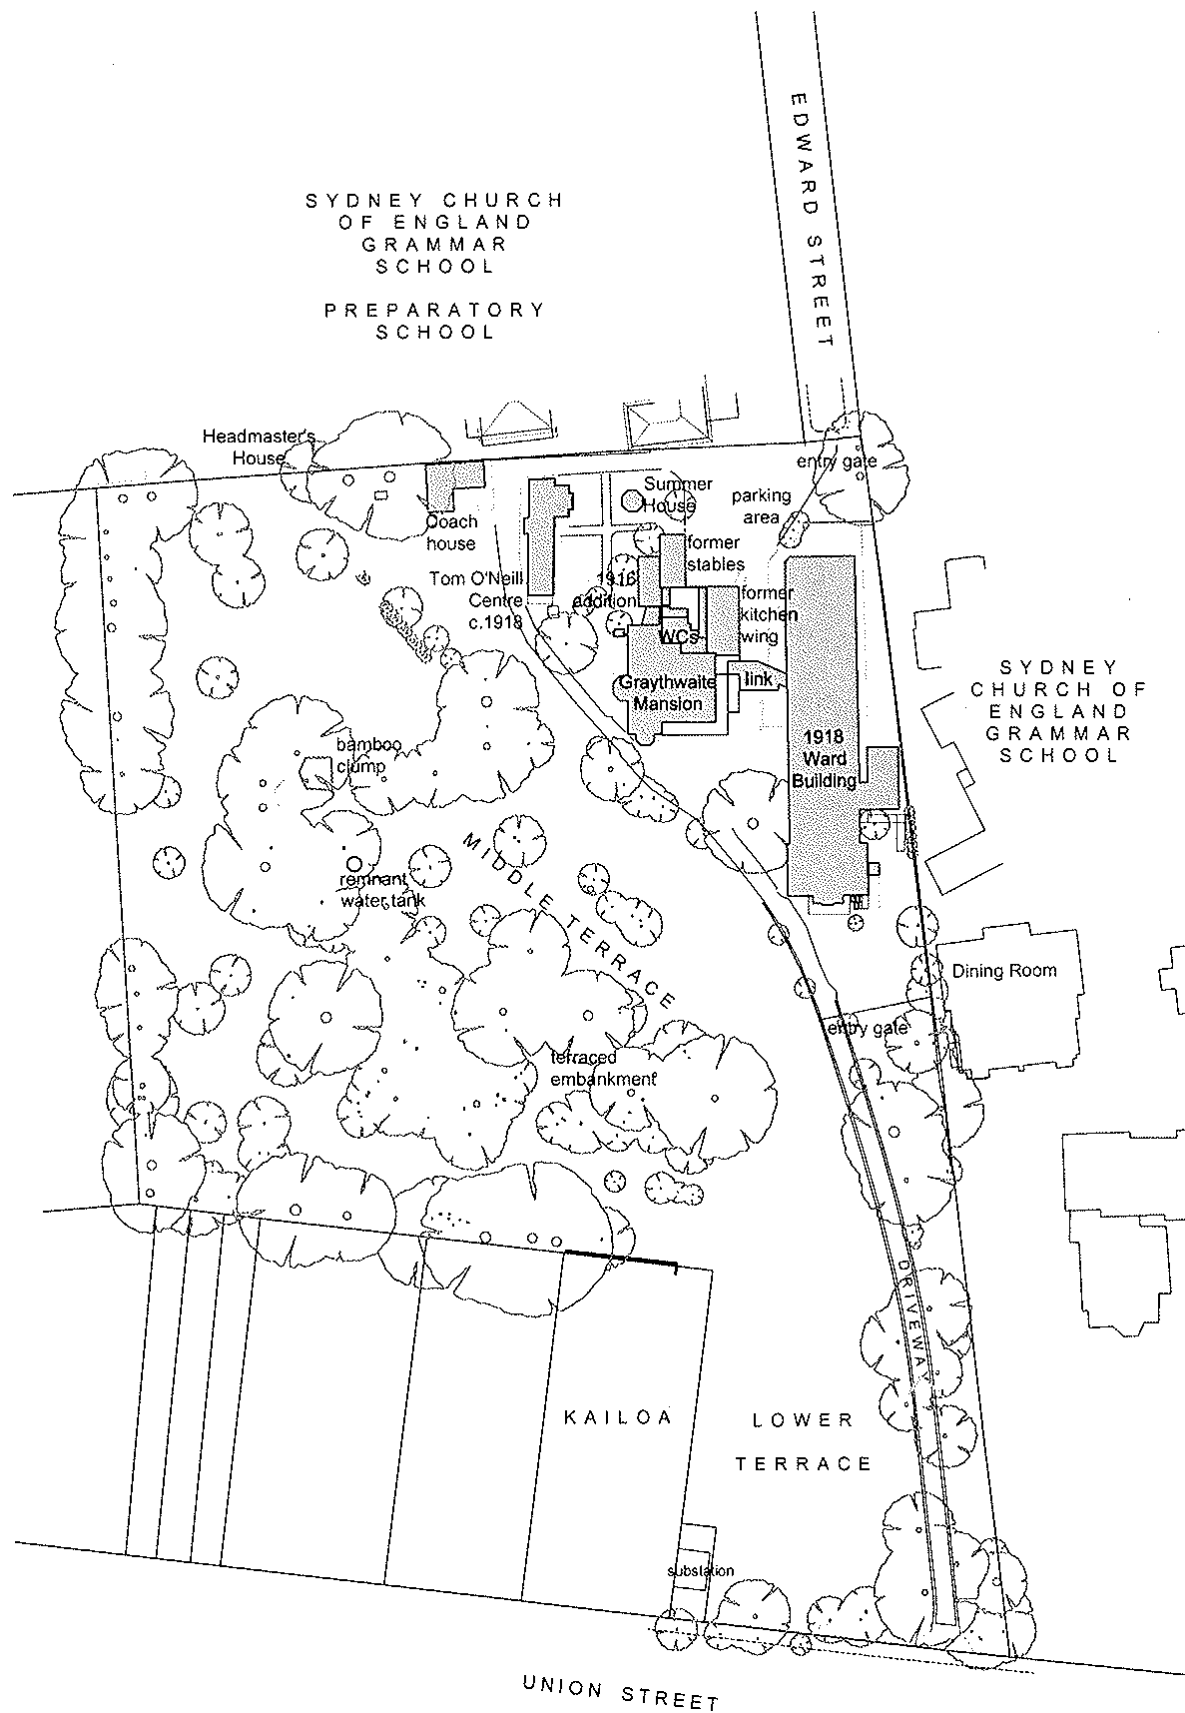 EDWARD STREET
SYDNEY CHURCH
OF ENGLAND
GRAMMAR
SCHOOL
PREPARATORY
SCHOOL
Headmaster's
House
entry gate
Summer
House
parking
area
Coach
house
former
stables
Tom O'Neill
Centre
c.1918
1916
addition
former
kitchen
wing
WCs
Graythwaite
Mansion
link
SYDNEY
CHURCH OF
ENGLAND
GRAMMAR
SCHOOL
1918
Ward
Building
bamboo
clump
MIDDLE TERRACE
remnant
water tank
Dining Room
entry gate
terraced
embankment
DRIVEWAY
KAILOA
LOWER
TERRACE
substation
UNION STREET